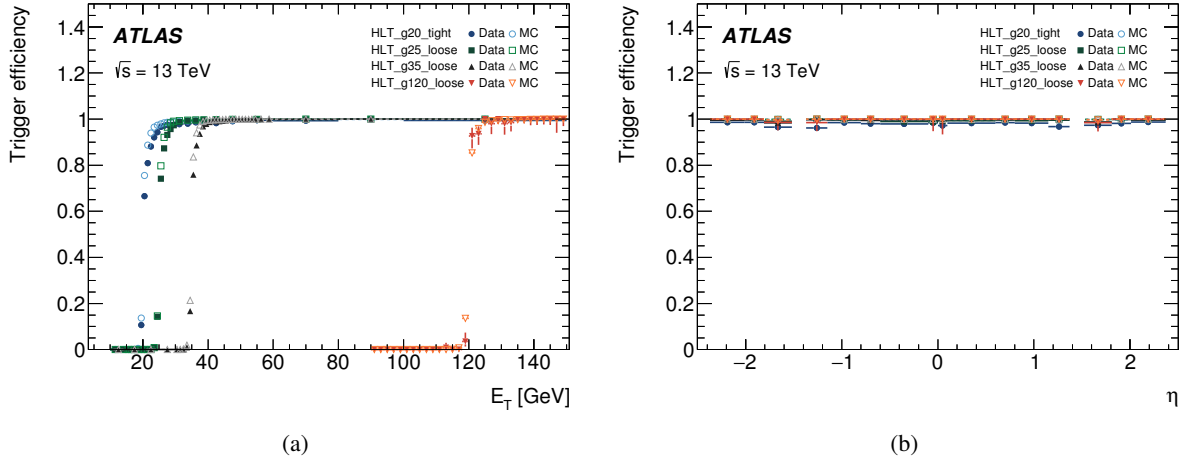 Trigger efficiency
1.4
1.2
1
0.8
0.6
0.4
0.2
0
ATLAS
√s = 13 TeV
HLT_g20_tight Data MC
HLT_g25_loose Data MC
HLT_g35_loose Data MC
HLT_g120_loose Data MC
20 40 60 80 100 120 140
E_T [GeV]
(a)
Trigger efficiency
1.4
1.2
1
0.8
0.6
0.4
0.2
0
ATLAS
√s = 13 TeV
HLT_g20_tight Data MC
HLT_g25_loose Data MC
HLT_g35_loose Data MC
HLT_g120_loose Data MC
−2 −1 0 1 2
η
(b)